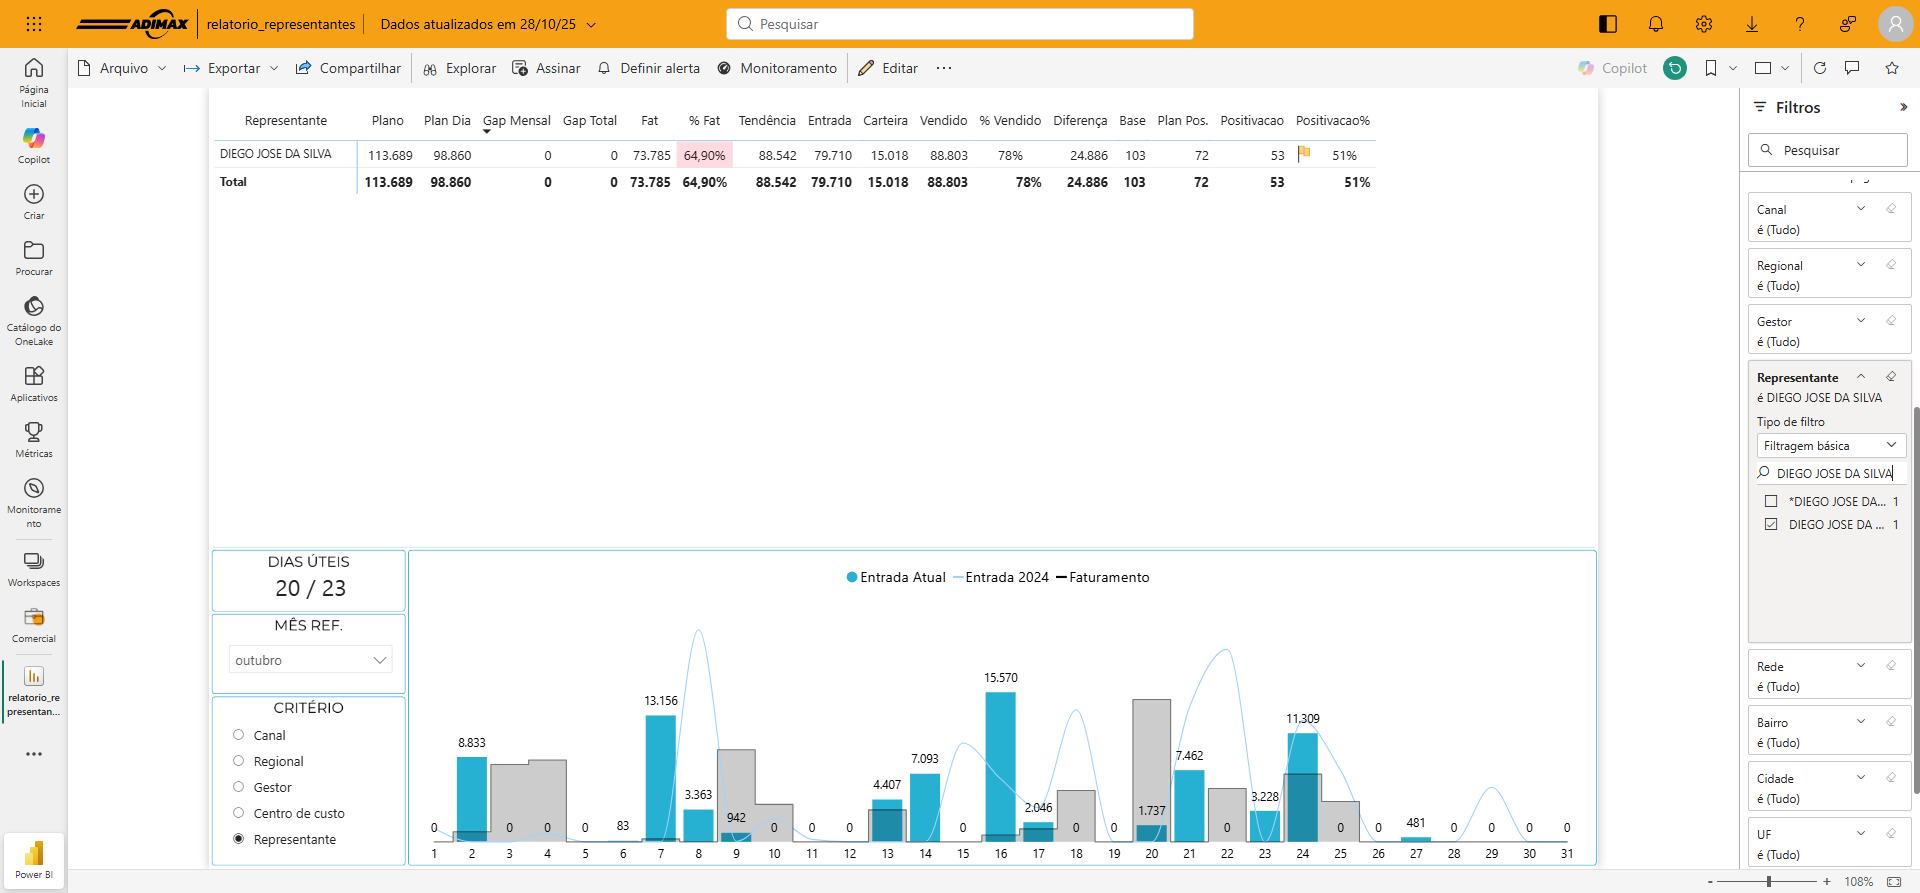 ADIMAX
relatorio_representantes
Dados atualizados em 28/10/25
Pesquisar
Arquivo
Exportar
Compartilhar
Explorar
Assinar
Definir alerta
Monitoramento
Editar
Copilot
Página Inicial
Copilot
Criar
Procurar
Catálogo do OneLake
Aplicativos
Métricas
Monitorame
nto
Workspaces
Comercial
relatorio_re
presentan...
Power BI
Representante Plano Plan Dia Gap Mensal Gap Total Fat % Fat Tendência Entrada Carteira Vendido % Vendido Diferença Base Plan Pos. Positivacao Positivacao%
DIEGO JOSE DA SILVA 113.689 98.860 0 0 73.785 64,90% 88.542 79.710 15.018 88.803 78% 24.886 103 72 53 51%
Total 113.689 98.860 0 0 73.785 64,90% 88.542 79.710 15.018 88.803 78% 24.886 103 72 53 51%
DIAS ÚTEIS
20 / 23
MÊS REF.
outubro
CRITÉRIO
Canal
Regional
Gestor
Centro de custo
Representante
Entrada Atual Entrada 2024 Faturamento
0 8.833 0 0 0 83 13.156 3.363 942 0 0 0 4.407 7.093 0 15.570 2.046 0 0 1.737 7.462 0 3.228 11.309 0 0 481 0 0 0 0
1 2 3 4 5 6 7 8 9 10 11 12 13 14 15 16 17 18 19 20 21 22 23 24 25 26 27 28 29 30 31
Filtros
Pesquisar
Canal
é (Tudo)
Regional
é (Tudo)
Gestor
é (Tudo)
Representante
é DIEGO JOSE DA SILVA
Tipo de filtro
Filtragem básica
DIEGO JOSE DA SILVA
*DIEGO JOSE DA... 1
DIEGO JOSE DA ... 1
Rede
é (Tudo)
Bairro
é (Tudo)
Cidade
é (Tudo)
UF
é (Tudo)
- + 108%